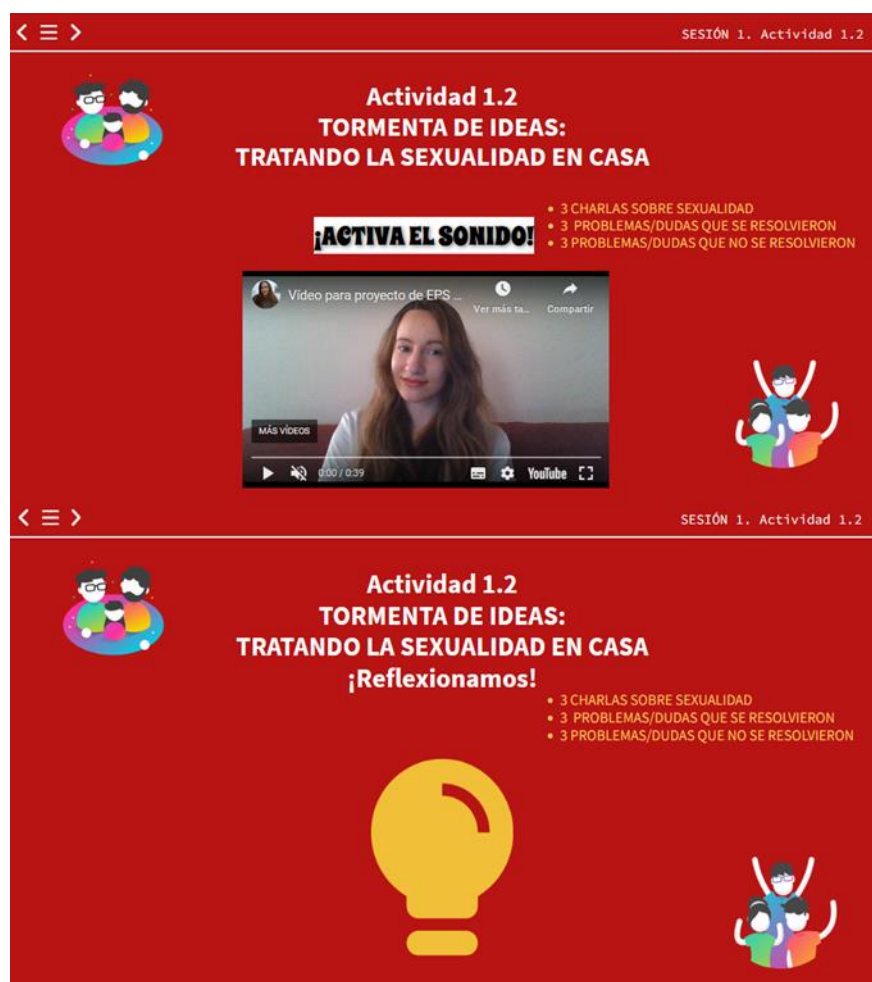 SESIÓN 1. Actividad 1.2
Actividad 1.2
TORMENTA DE IDEAS:
TRATANDO LA SEXUALIDAD EN CASA
¡ACTIVA EL SONIDO!
• 3 CHARLAS SOBRE SEXUALIDAD
• 3 PROBLEMAS/DUDAS QUE SE RESOLVIERON
• 3 PROBLEMAS/DUDAS QUE NO SE RESOLVIERON
Vídeo para proyecto de EPS ...
Ver más ta...
Compartir
MÁS VÍDEOS
0:00 / 0:39
YouTube
SESIÓN 1. Actividad 1.2
Actividad 1.2
TORMENTA DE IDEAS:
TRATANDO LA SEXUALIDAD EN CASA
¡Reflexionamos!
• 3 CHARLAS SOBRE SEXUALIDAD
• 3 PROBLEMAS/DUDAS QUE SE RESOLVIERON
• 3 PROBLEMAS/DUDAS QUE NO SE RESOLVIERON